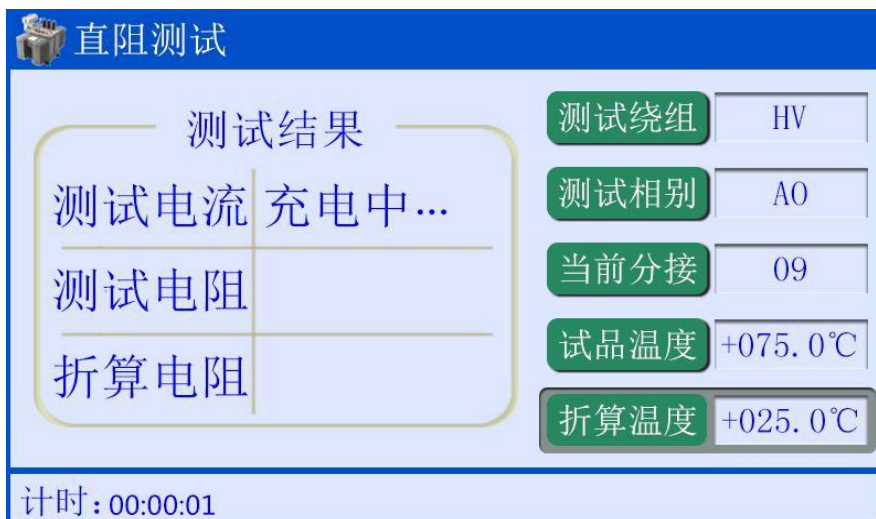 直阻测试
测试结果
测试电流 充电中...
测试电阻
折算电阻
测试绕组 HV
测试相别 AO
当前分接 09
试品温度 +075.0℃
折算温度 +025.0℃
计时：00:00:01